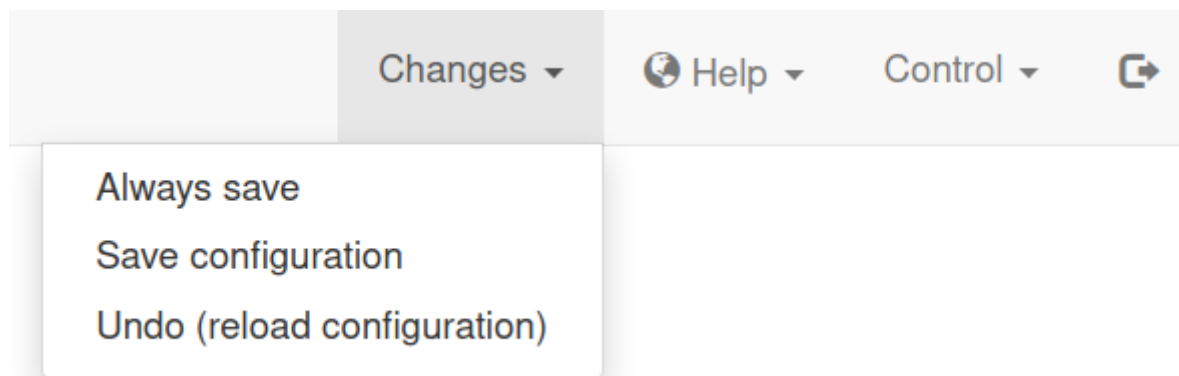 Changes Help Control
Always save
Save configuration
Undo (reload configuration)